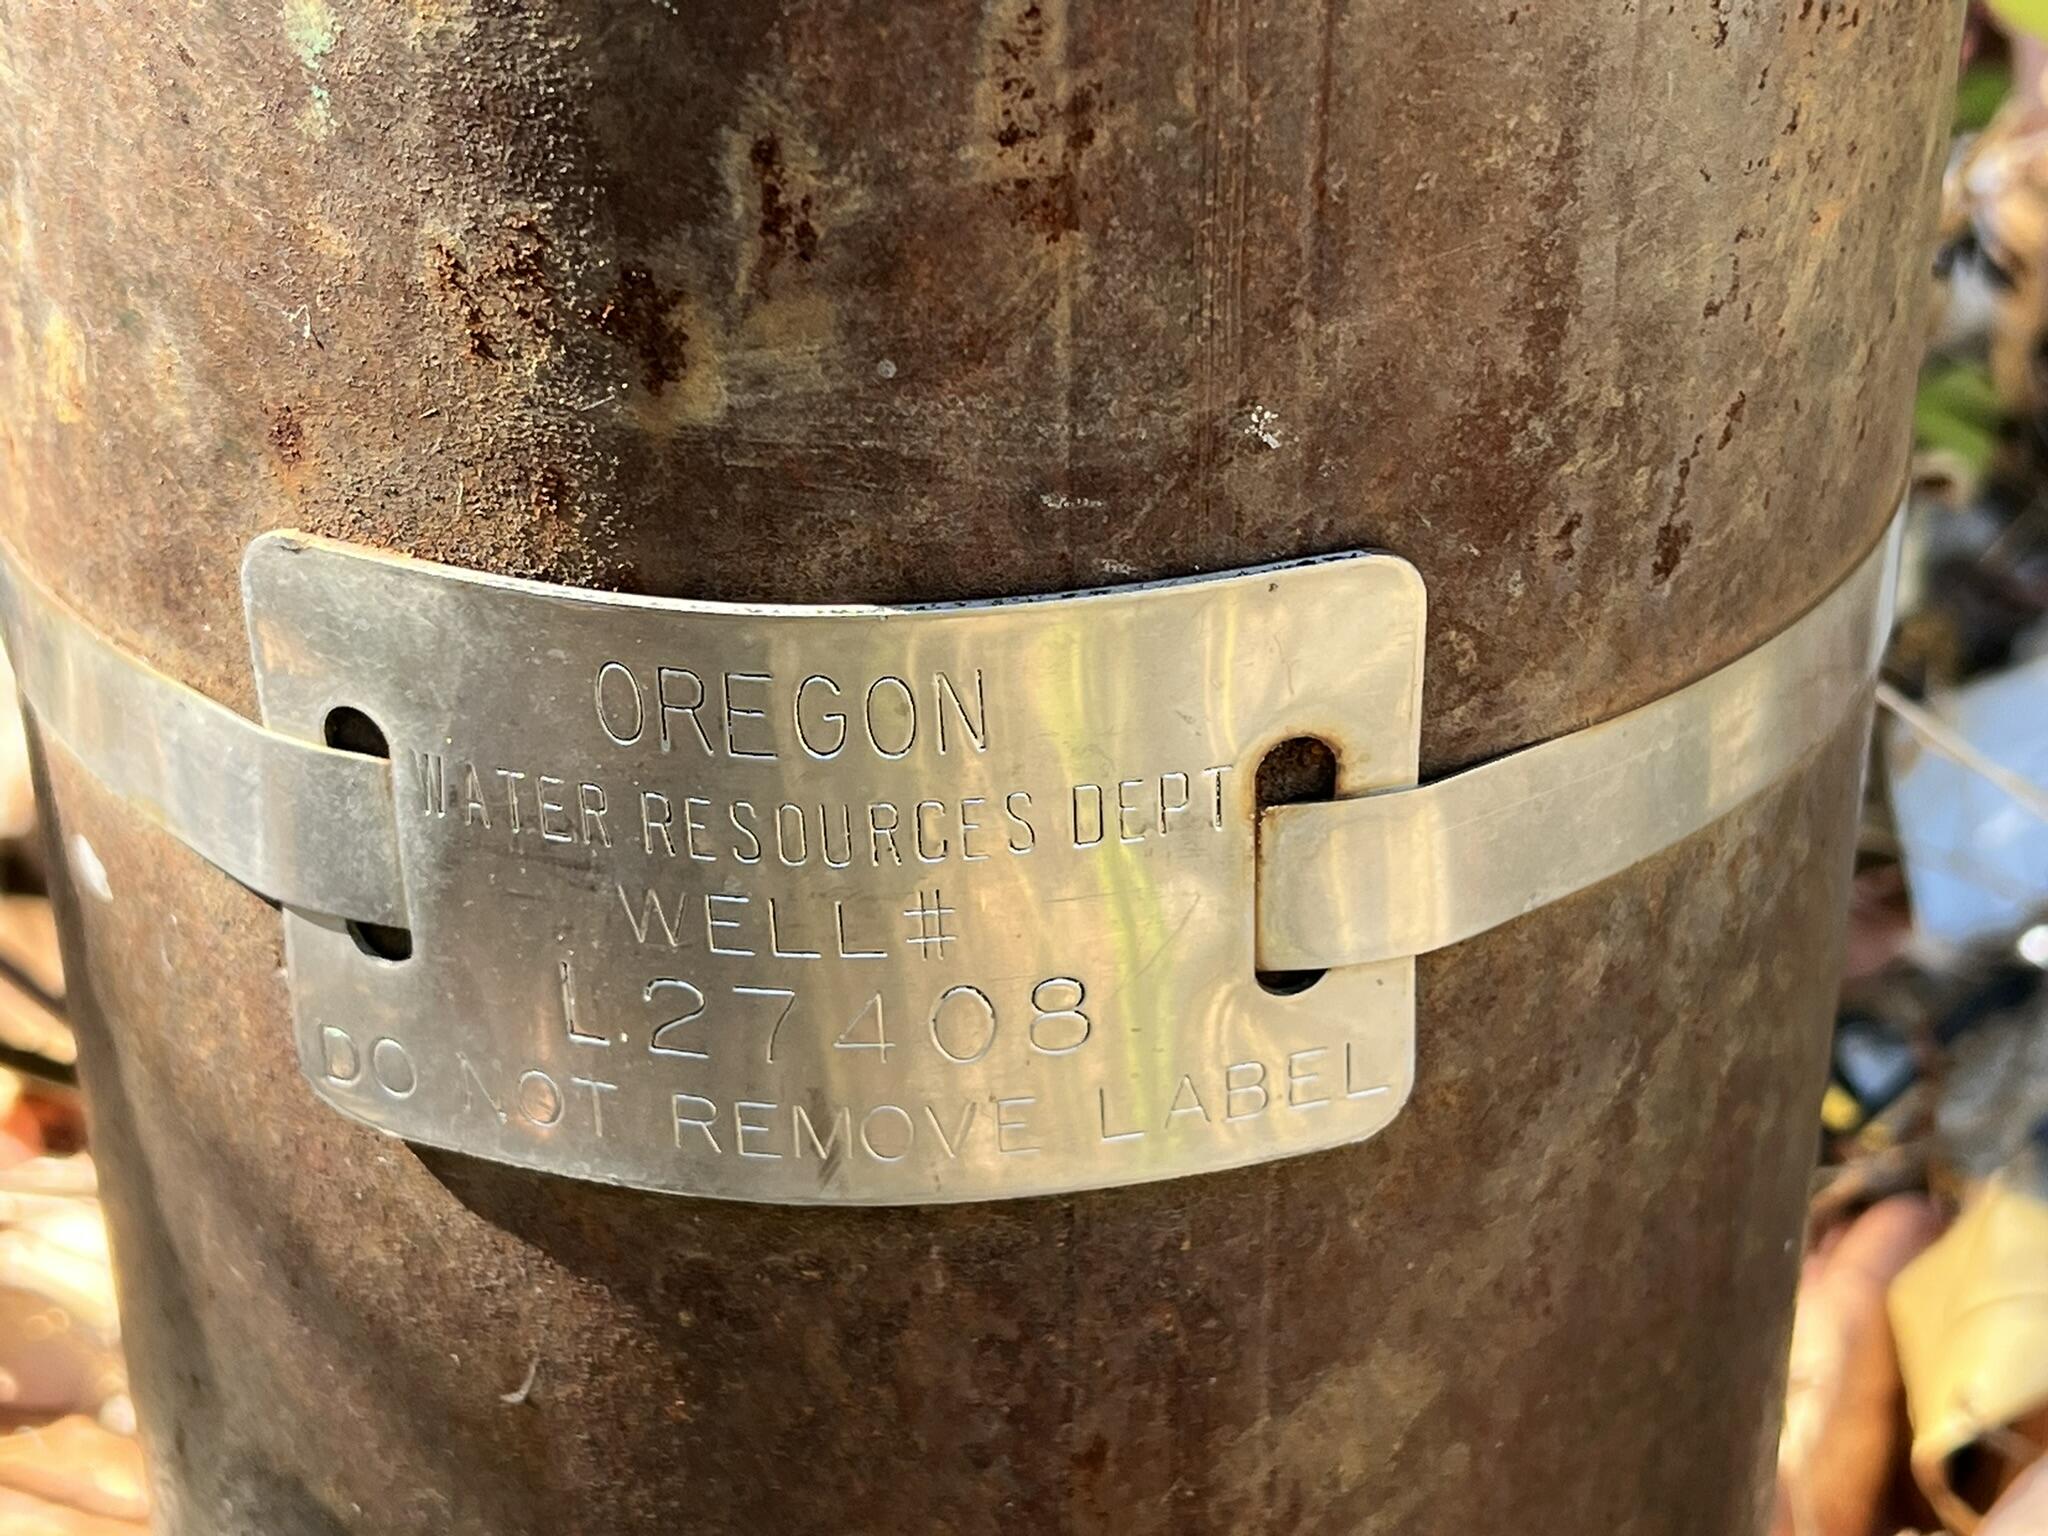 OREGON
WATER RESOURCES DEPT
WELL #
L27408
DO NOT REMOVE LABEL